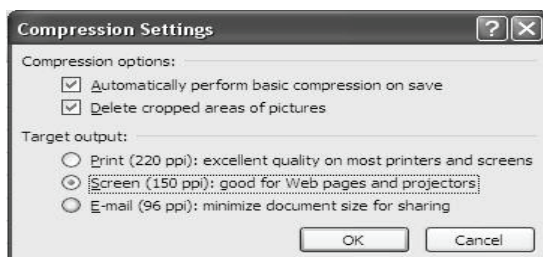 Compression Settings
Compression options:
Automatically perform basic compression on save
Delete cropped areas of pictures
Target output:
Print (220 ppi): excellent quality on most printers and screens
Screen (150 ppi): good for Web pages and projectors
E-mail (96 ppi): minimize document size for sharing
OK Cancel